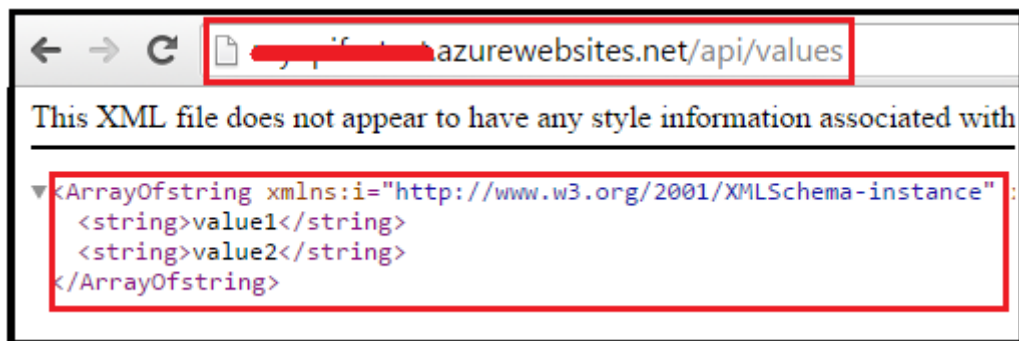 .azurewebsites.net/api/values
This XML file does not appear to have any style information associated with
<ArrayOfstring xmlns:i="http://www.w3.org/2001/XMLSchema-instance"
<string>value1</string>
<string>value2</string>
</ArrayOfstring>